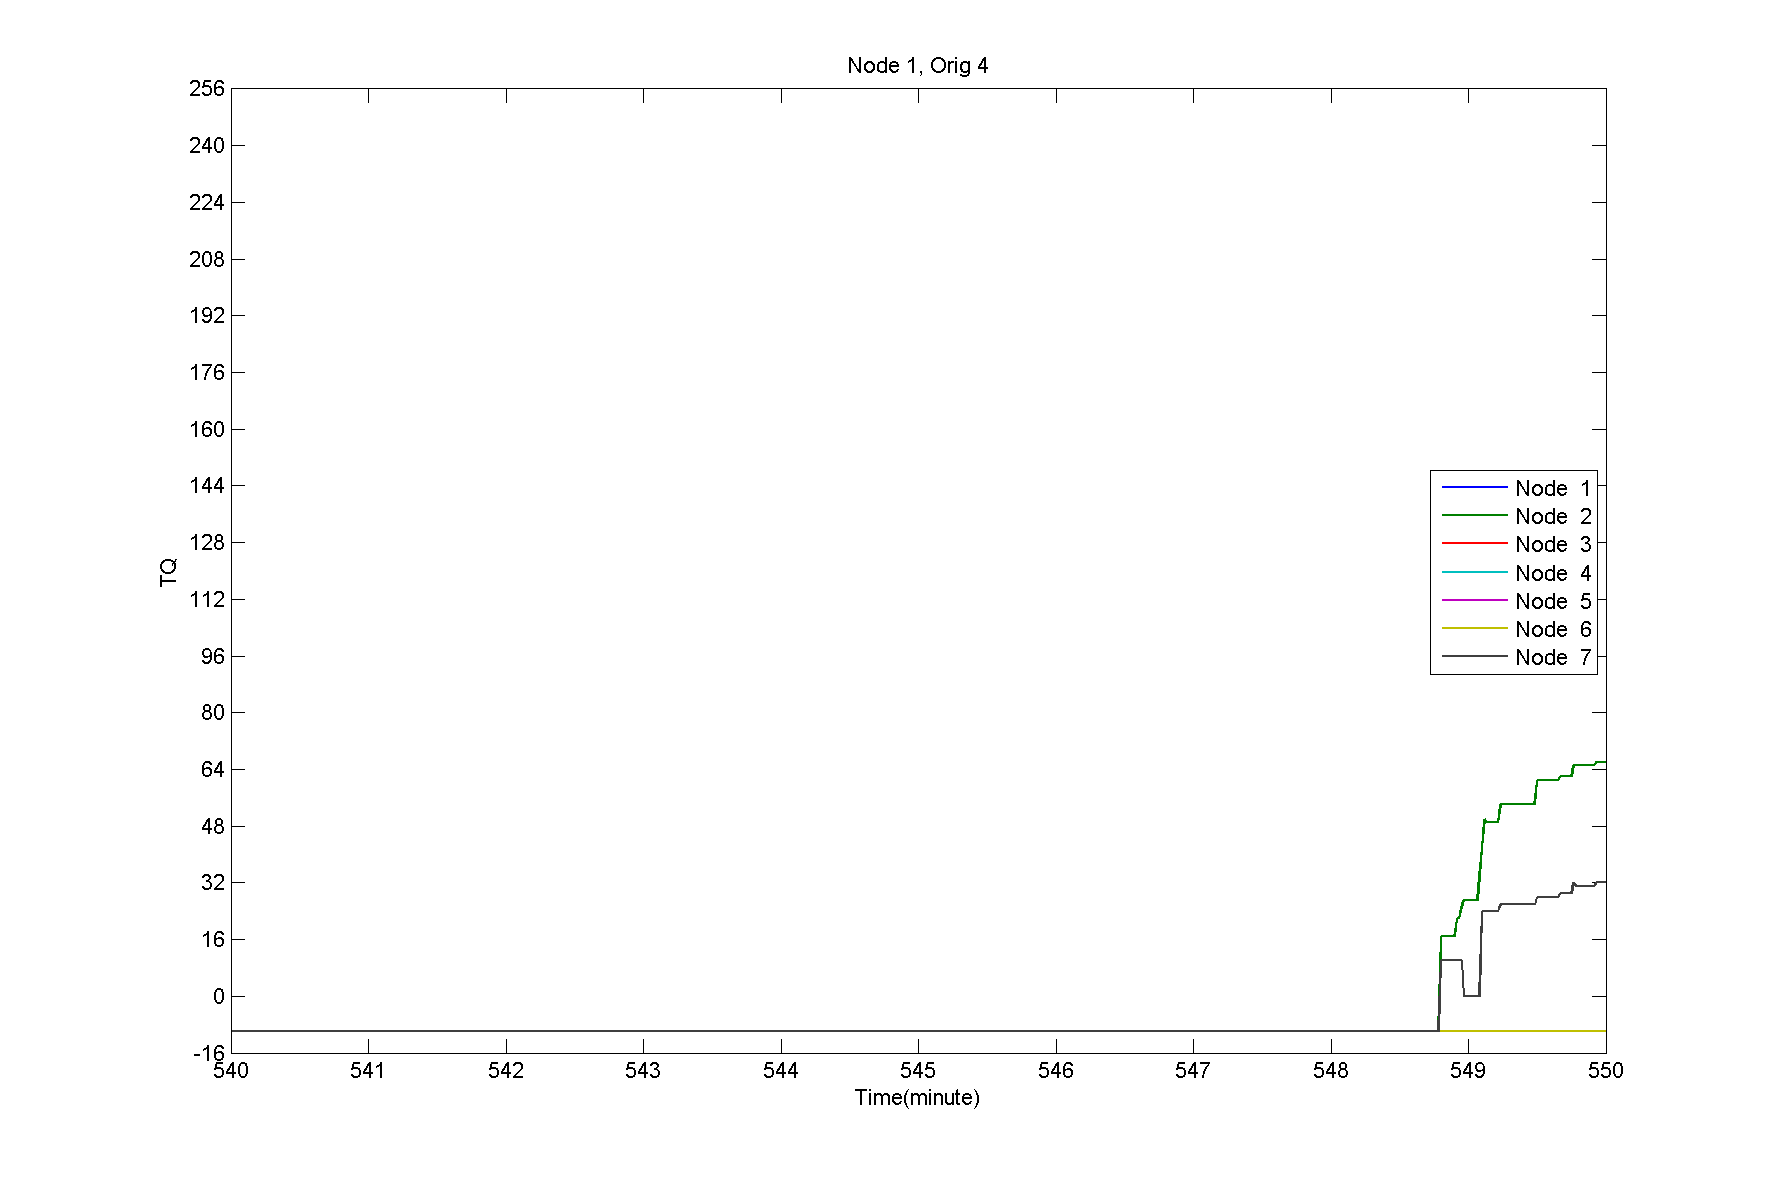 Node 1, Orig 4
256
240
224
208
192
176
160
144
128
112
96
80
64
48
32
16
0
-16
TQ
Node 1
Node 2
Node 3
Node 4
Node 5
Node 6
Node 7
540 541 542 543 544 545 546 547 548 549 550
Time(minute)